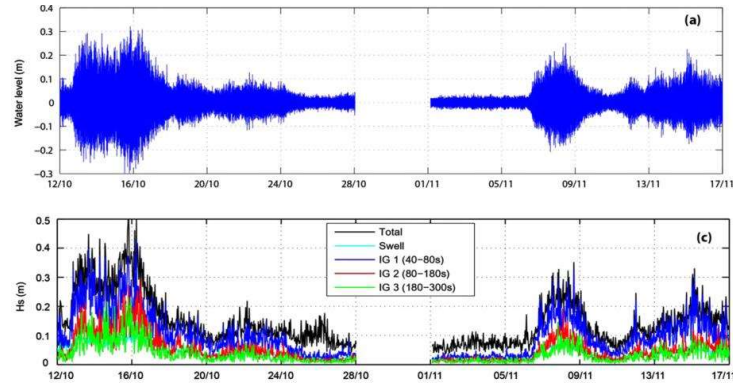 (a)
Water level (m)
0.4
0.3
0.2
0.1
0
−0.1
−0.2
−0.3
12/10 16/10 20/10 24/10 28/10 01/11 05/11 09/11 13/11 17/11
(c)
Hs (m)
0.5
0.4
0.3
0.2
0.1
0
Total
Swell
IG 1 (40−80s)
IG 2 (80−180s)
IG 3 (180−300s)
12/10 16/10 20/10 24/10 28/10 01/11 05/11 09/11 13/11 17/11